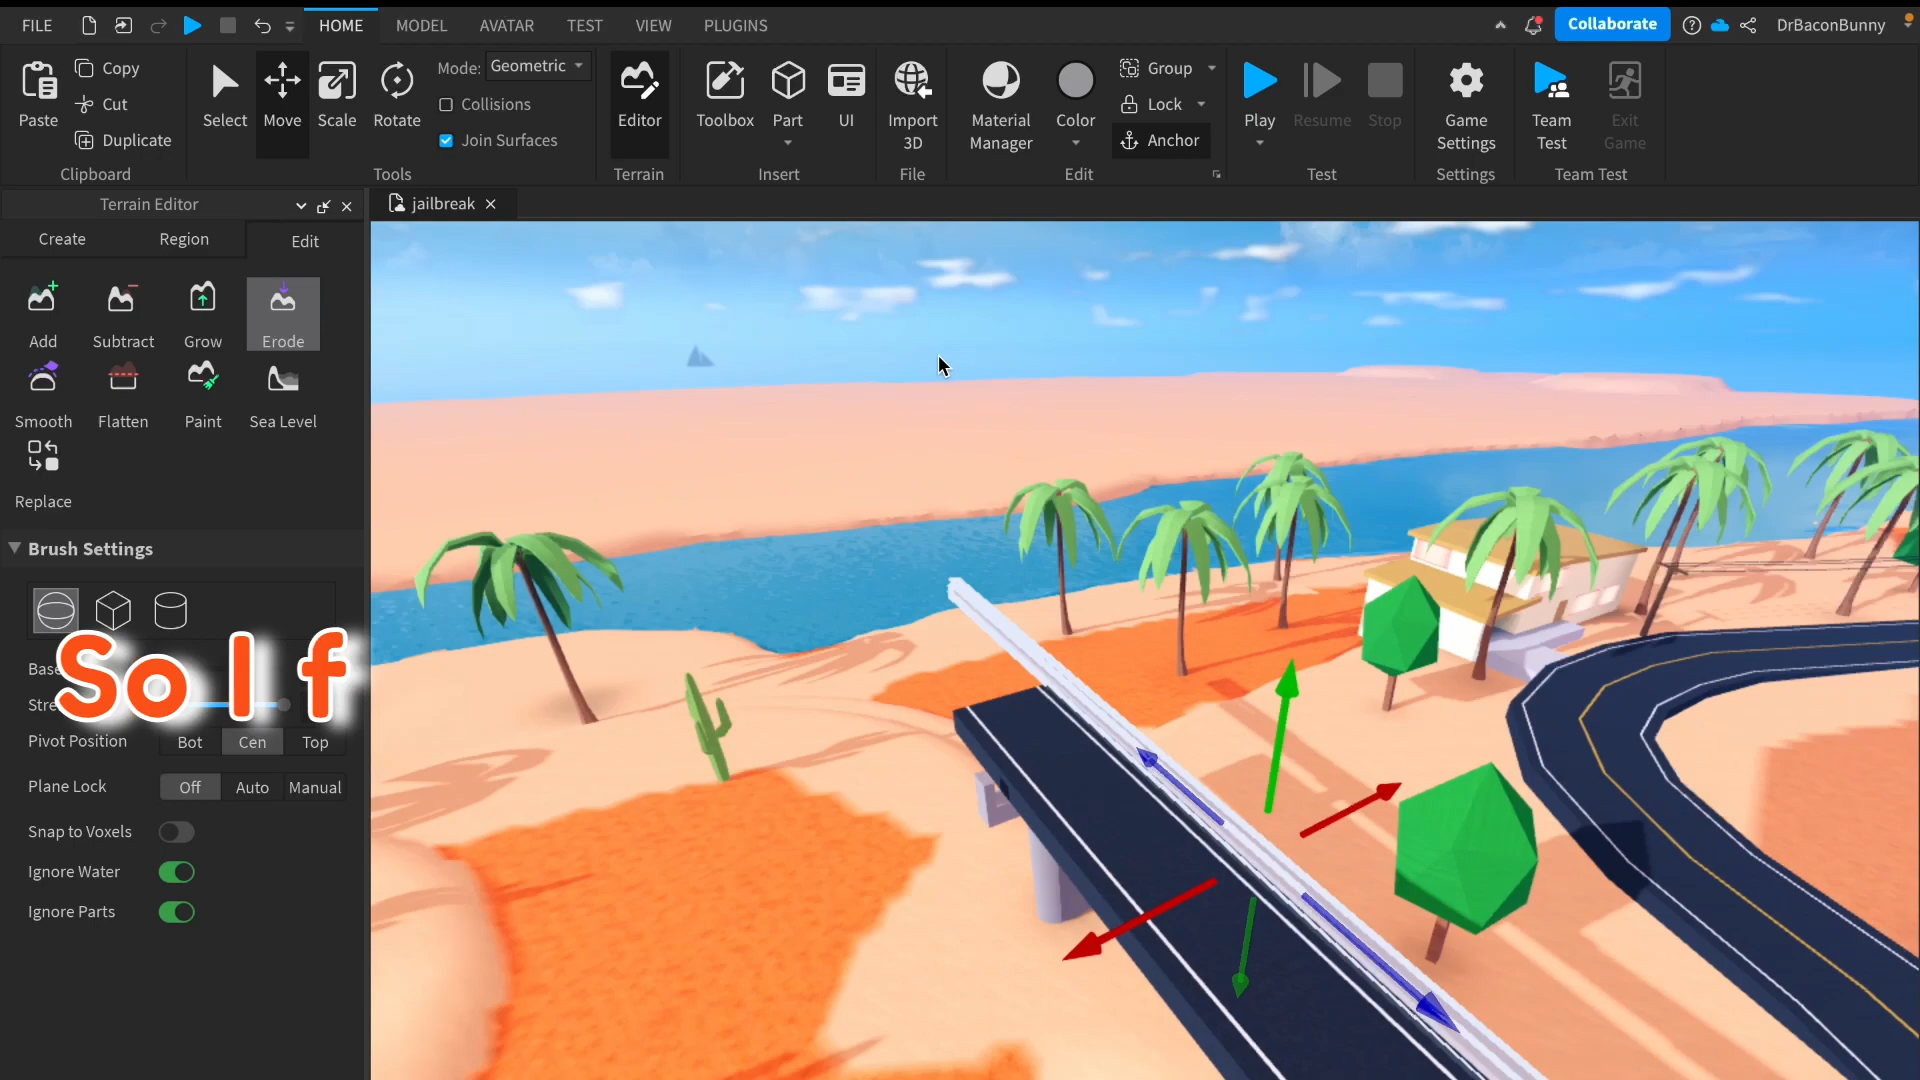 FILE HOME MODEL AVATAR TEST VIEW PLUGINS Collaborate DrBaconBunny
Paste Copy Cut Duplicate
Clipboard
Select Move Scale Rotate Mode: Geometric
Collisions
Join Surfaces
Tools
Editor
Terrain
Toolbox Part UI
Insert
Import
3D
File
Material
Manager
Color
Group
Lock
Anchor
Edit
Play Resume Stop
Test
Game
Settings
Settings
Team
Test
Exit
Game
Team Test
Terrain Editor
jailbreak
Create Region Edit
Add Subtract Grow Erode
Smooth Flatten Paint Sea Level
Replace
Brush Settings
So I f
Pivot Position Bot Cen Top
Plane Lock Off Auto Manual
Snap to Voxels
Ignore Water
Ignore Parts